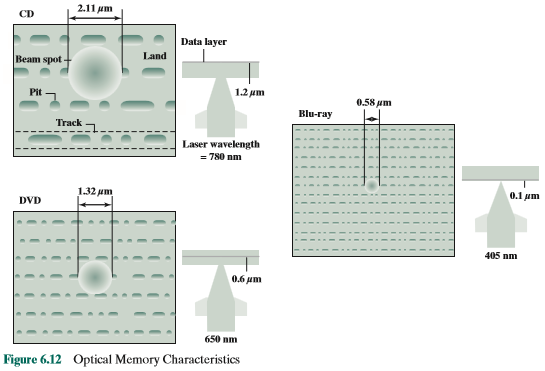 CD
2.11 μm
Data layer
Beam spot
Land
Pit
1.2 μm
Track
Laser wavelength
= 780 nm
DVD
1.32 μm
0.6 μm
650 nm
Blu-ray
0.58 μm
0.1 μm
405 nm
Figure 6.12 Optical Memory Characteristics